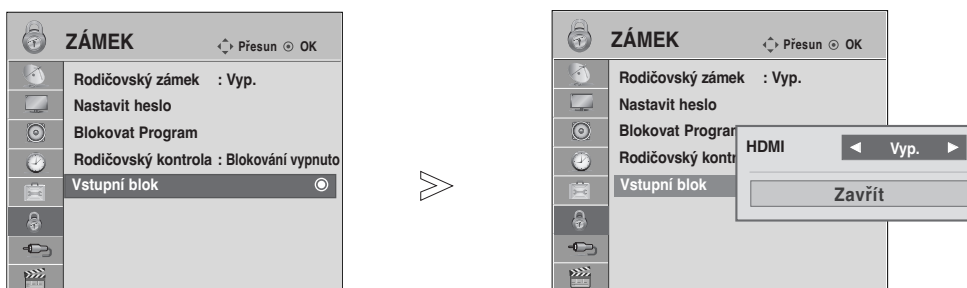 ZÁMEK
Přesun OK
Rodičovský zámek : Vyp.
Nastavit heslo
Blokovat Program
Rodičovský kontrola : Blokování vypnuto
Vstupní blok
ZÁMEK
Přesun OK
Rodičovský zámek : Vyp.
Nastavit heslo
Blokovat Progra
Rodičovský kontr
Vstupní blok
HDMI
Vyp.
Zavřít